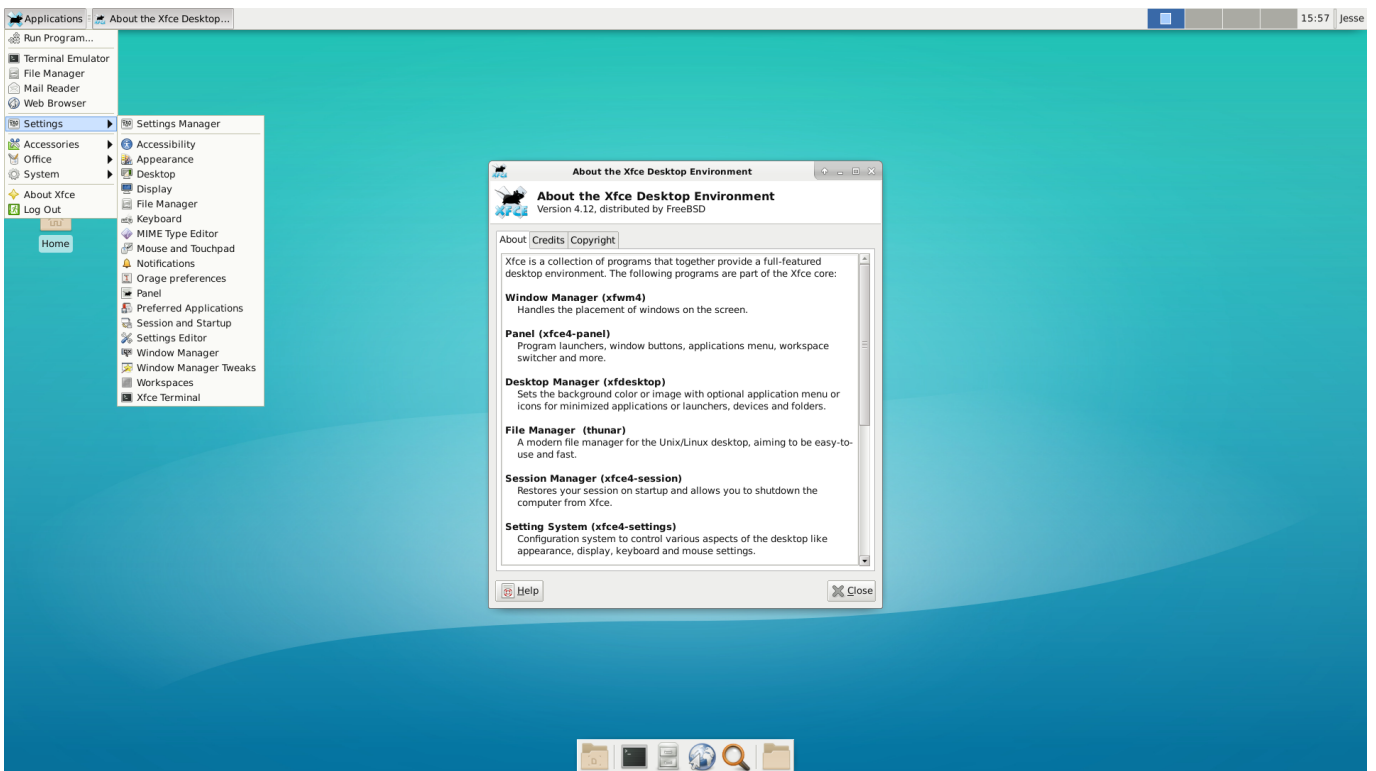 Applications
About the Xfce Desktop...
15:57
Jesse
Run Program...
Terminal Emulator
File Manager
Mail Reader
Web Browser
Settings
Accessories
Office
System
About Xfce
Log Out
Settings Manager
Accessibility
Appearance
Desktop
Display
File Manager
Keyboard
MIME Type Editor
Mouse and Touchpad
Notifications
Orage preferences
Panel
Preferred Applications
Session and Startup
Settings Editor
Window Manager
Window Manager Tweaks
Workspaces
Xfce Terminal
Home
About the Xfce Desktop Environment
XFCE
About the Xfce Desktop Environment
Version 4.12, distributed by FreeBSD
About
Credits
Copyright
Xfce is a collection of programs that together provide a full-featured
desktop environment. The following programs are part of the Xfce core:
Window Manager (xfwm4)
Handles the placement of windows on the screen.
Panel (xfce4-panel)
Program launchers, window buttons, applications menu, workspace
switcher and more.
Desktop Manager (xfdesktop)
Sets the background color or image with optional application menu or
icons for minimized applications or launchers, devices and folders.
File Manager (thunar)
A modern file manager for the Unix/Linux desktop, aiming to be easy-to-
use and fast.
Session Manager (xfce4-session)
Restores your session on startup and allows you to shutdown the
computer from Xfce.
Setting System (xfce4-settings)
Configuration system to control various aspects of the desktop like
appearance, display, keyboard and mouse settings.
Help
Close